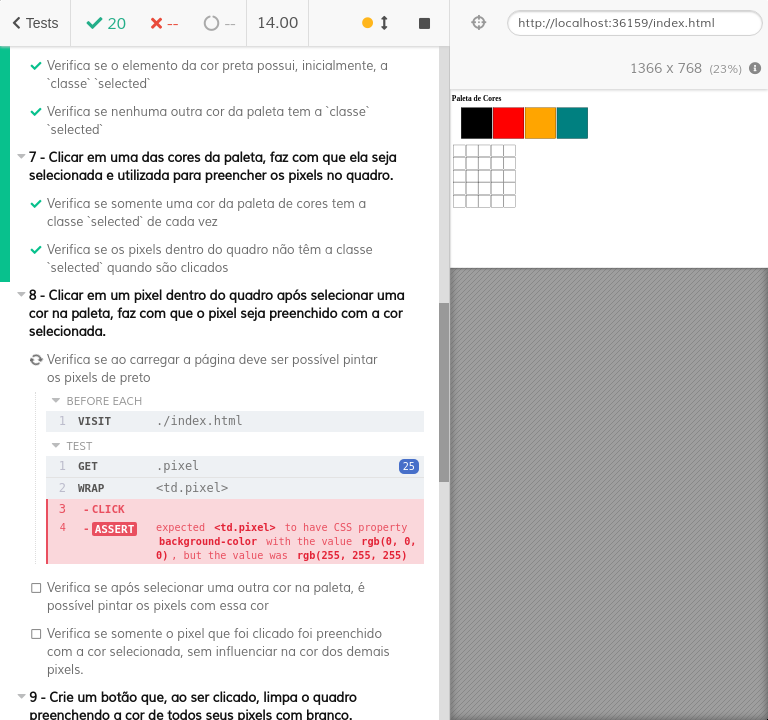 Tests 20 -- -- 14.00
http://localhost:36159/index.html
1366 x 768 (23%)
Verifica se o elemento da cor preta possui, inicialmente, a
`classe` `selected`
Verifica se nenhuma outra cor da paleta tem a `classe`
`selected`
7 - Clicar em uma das cores da paleta, faz com que ela seja
selecionada e utilizada para preencher os pixels no quadro.
Verifica se somente uma cor da paleta de cores tem a
classe `selected` de cada vez
Verifica se os pixels dentro do quadro não têm a classe
`selected` quando são clicados
8 - Clicar em um pixel dentro do quadro após selecionar uma
cor na paleta, faz com que o pixel seja preenchido com a cor
selecionada.
Verifica se ao carregar a página deve ser possível pintar
os pixels de preto
BEFORE EACH
1 VISIT ./index.html
TEST
1 GET .pixel 25
2 WRAP <td.pixel>
3 - CLICK
4 - ASSERT expected <td.pixel> to have CSS property
background-color with the value rgb(0, 0,
0) , but the value was rgb(255, 255, 255)
Verifica se após selecionar uma outra cor na paleta, é
possível pintar os pixels com essa cor
Verifica se somente o pixel que foi clicado foi preenchido
com a cor selecionada, sem influenciar na cor dos demais
pixels.
9 - Crie um botão que, ao ser clicado, limpa o quadro
preenchendo a cor de todos seus pixels com branco.
Paleta de Cores